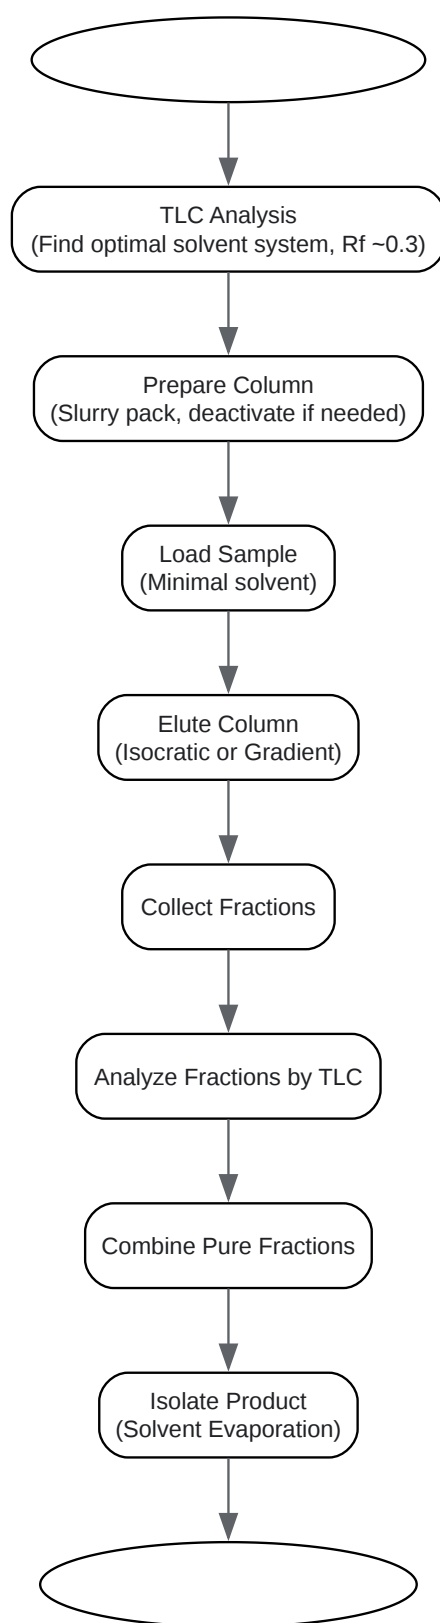 TLC Analysis
(Find optimal solvent system, Rf ~0.3)
Prepare Column
(Slurry pack, deactivate if needed)
Load Sample
(Minimal solvent)
Elute Column
(Isocratic or Gradient)
Collect Fractions
Analyze Fractions by TLC
Combine Pure Fractions
Isolate Product
(Solvent Evaporation)